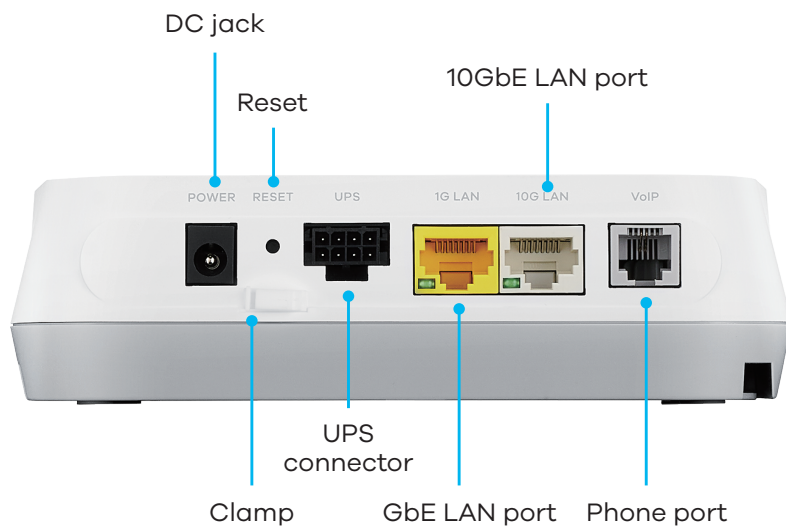 DC jack
Reset
10GbE LAN port
POWER RESET UPS 1G LAN 10G LAN VoIP
UPS
connector
Clamp
GbE LAN port
Phone port